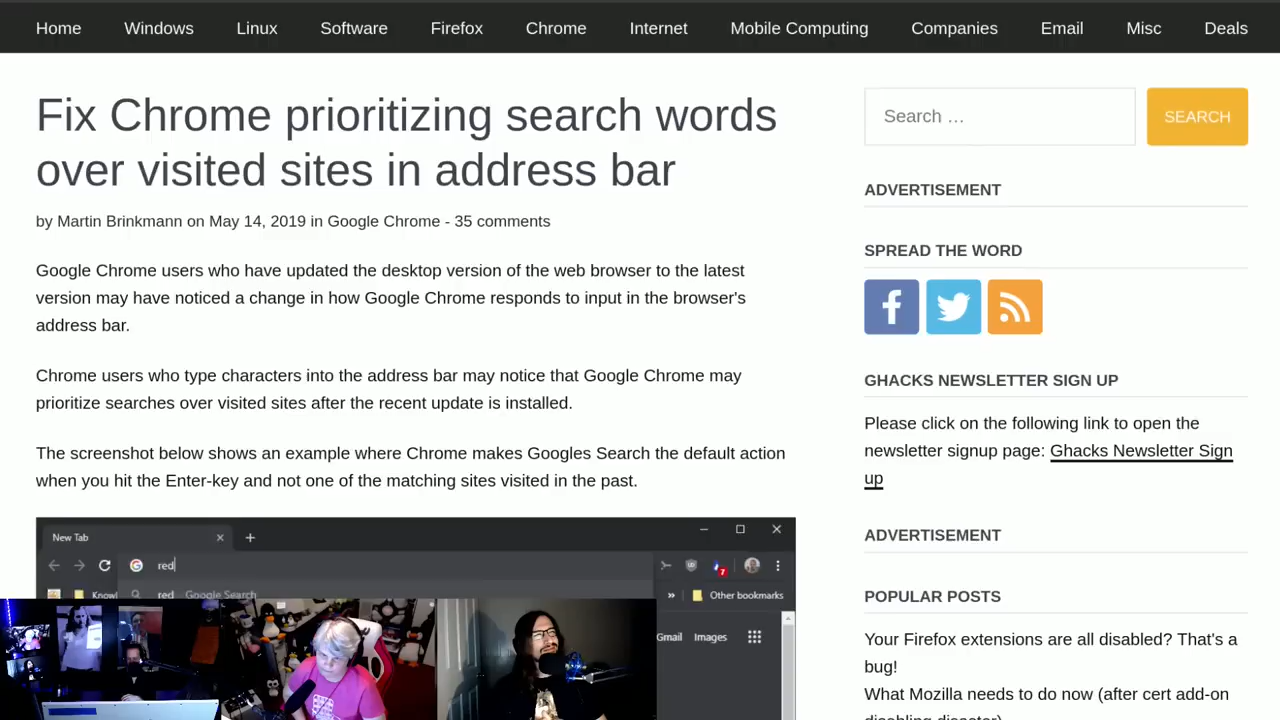 Home Windows Linux Software Firefox Chrome Internet Mobile Computing Companies Email Misc Deals
Fix Chrome prioritizing search words
over visited sites in address bar
by Martin Brinkmann on May 14, 2019 in Google Chrome - 35 comments
Google Chrome users who have updated the desktop version of the web browser to the latest
version may have noticed a change in how Google Chrome responds to input in the browser's
address bar.
Chrome users who type characters into the address bar may notice that Google Chrome may
prioritize searches over visited sites after the recent update is installed.
The screenshot below shows an example where Chrome makes Googles Search the default action
when you hit the Enter-key and not one of the matching sites visited in the past.
New Tab
red
7
red Google Search
» Other bookmarks
Gmail Images
Search …
SEARCH
ADVERTISEMENT
SPREAD THE WORD
GHACKS NEWSLETTER SIGN UP
Please click on the following link to open the
newsletter signup page: Ghacks Newsletter Sign
up
ADVERTISEMENT
POPULAR POSTS
Your Firefox extensions are all disabled? That's a
bug!
What Mozilla needs to do now (after cert add-on
disabling disaster)